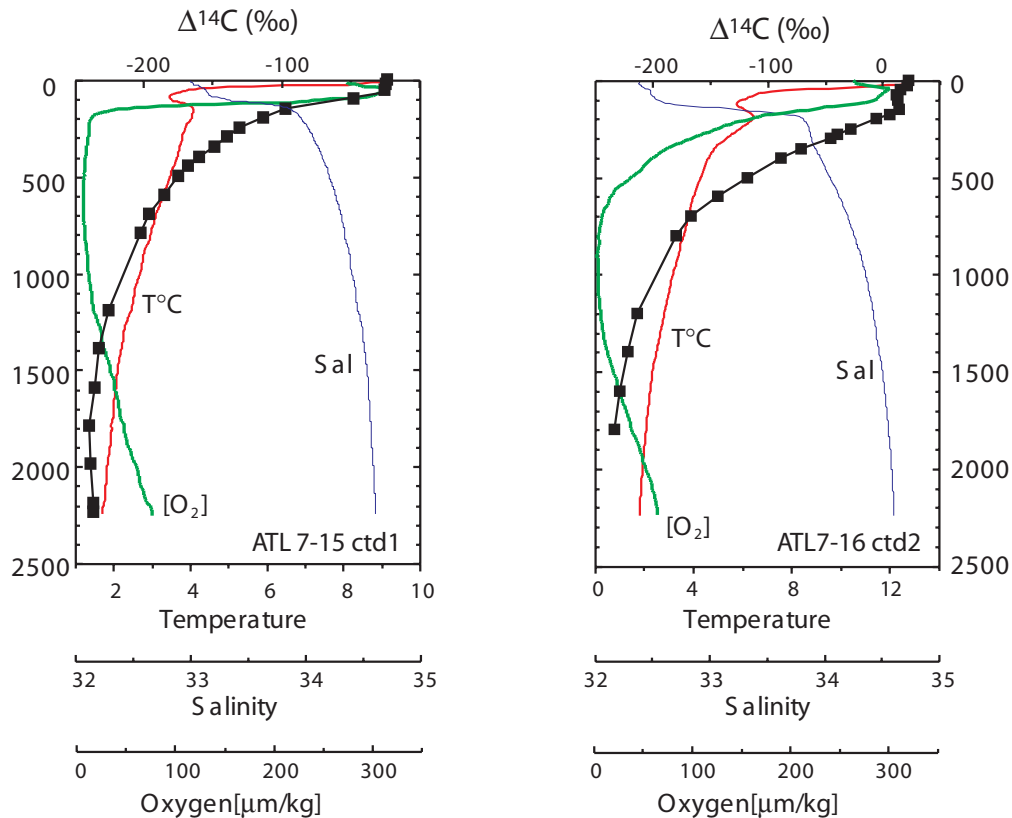 Δ14C (‰)
-200 -100
0
500
1000
1500
2000
2500
T°C
Sal
[O2]
ATL 7-15 ctd1
2 4 6 8 10
Temperature
32 33 34 35
Salinity
0 100 200 300
Oxygen[μm/kg]
Δ14C (‰)
-200 -100 0
0
500
1000
1500
2000
2500
T°C
Sal
[O2]
ATL7-16 ctd2
0 2 4 8 12
Temperature
32 33 34 35
Salinity
0 100 200 300
Oxygen[μm/kg]